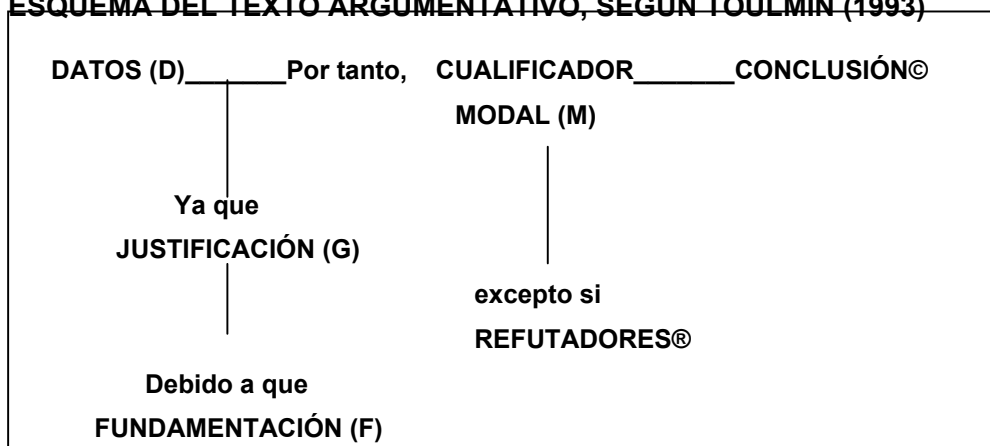 ESQUEMA DEL TEXTO ARGUMENTATIVO, SEGÚN TOULMIN (1993)
DATOS (D)_______Por tanto, CUALIFICADOR_______CONCLUSIÓN©
MODAL (M)
Ya que
JUSTIFICACIÓN (G)
excepto si
REFUTADORES®
Debido a que
FUNDAMENTACIÓN (F)